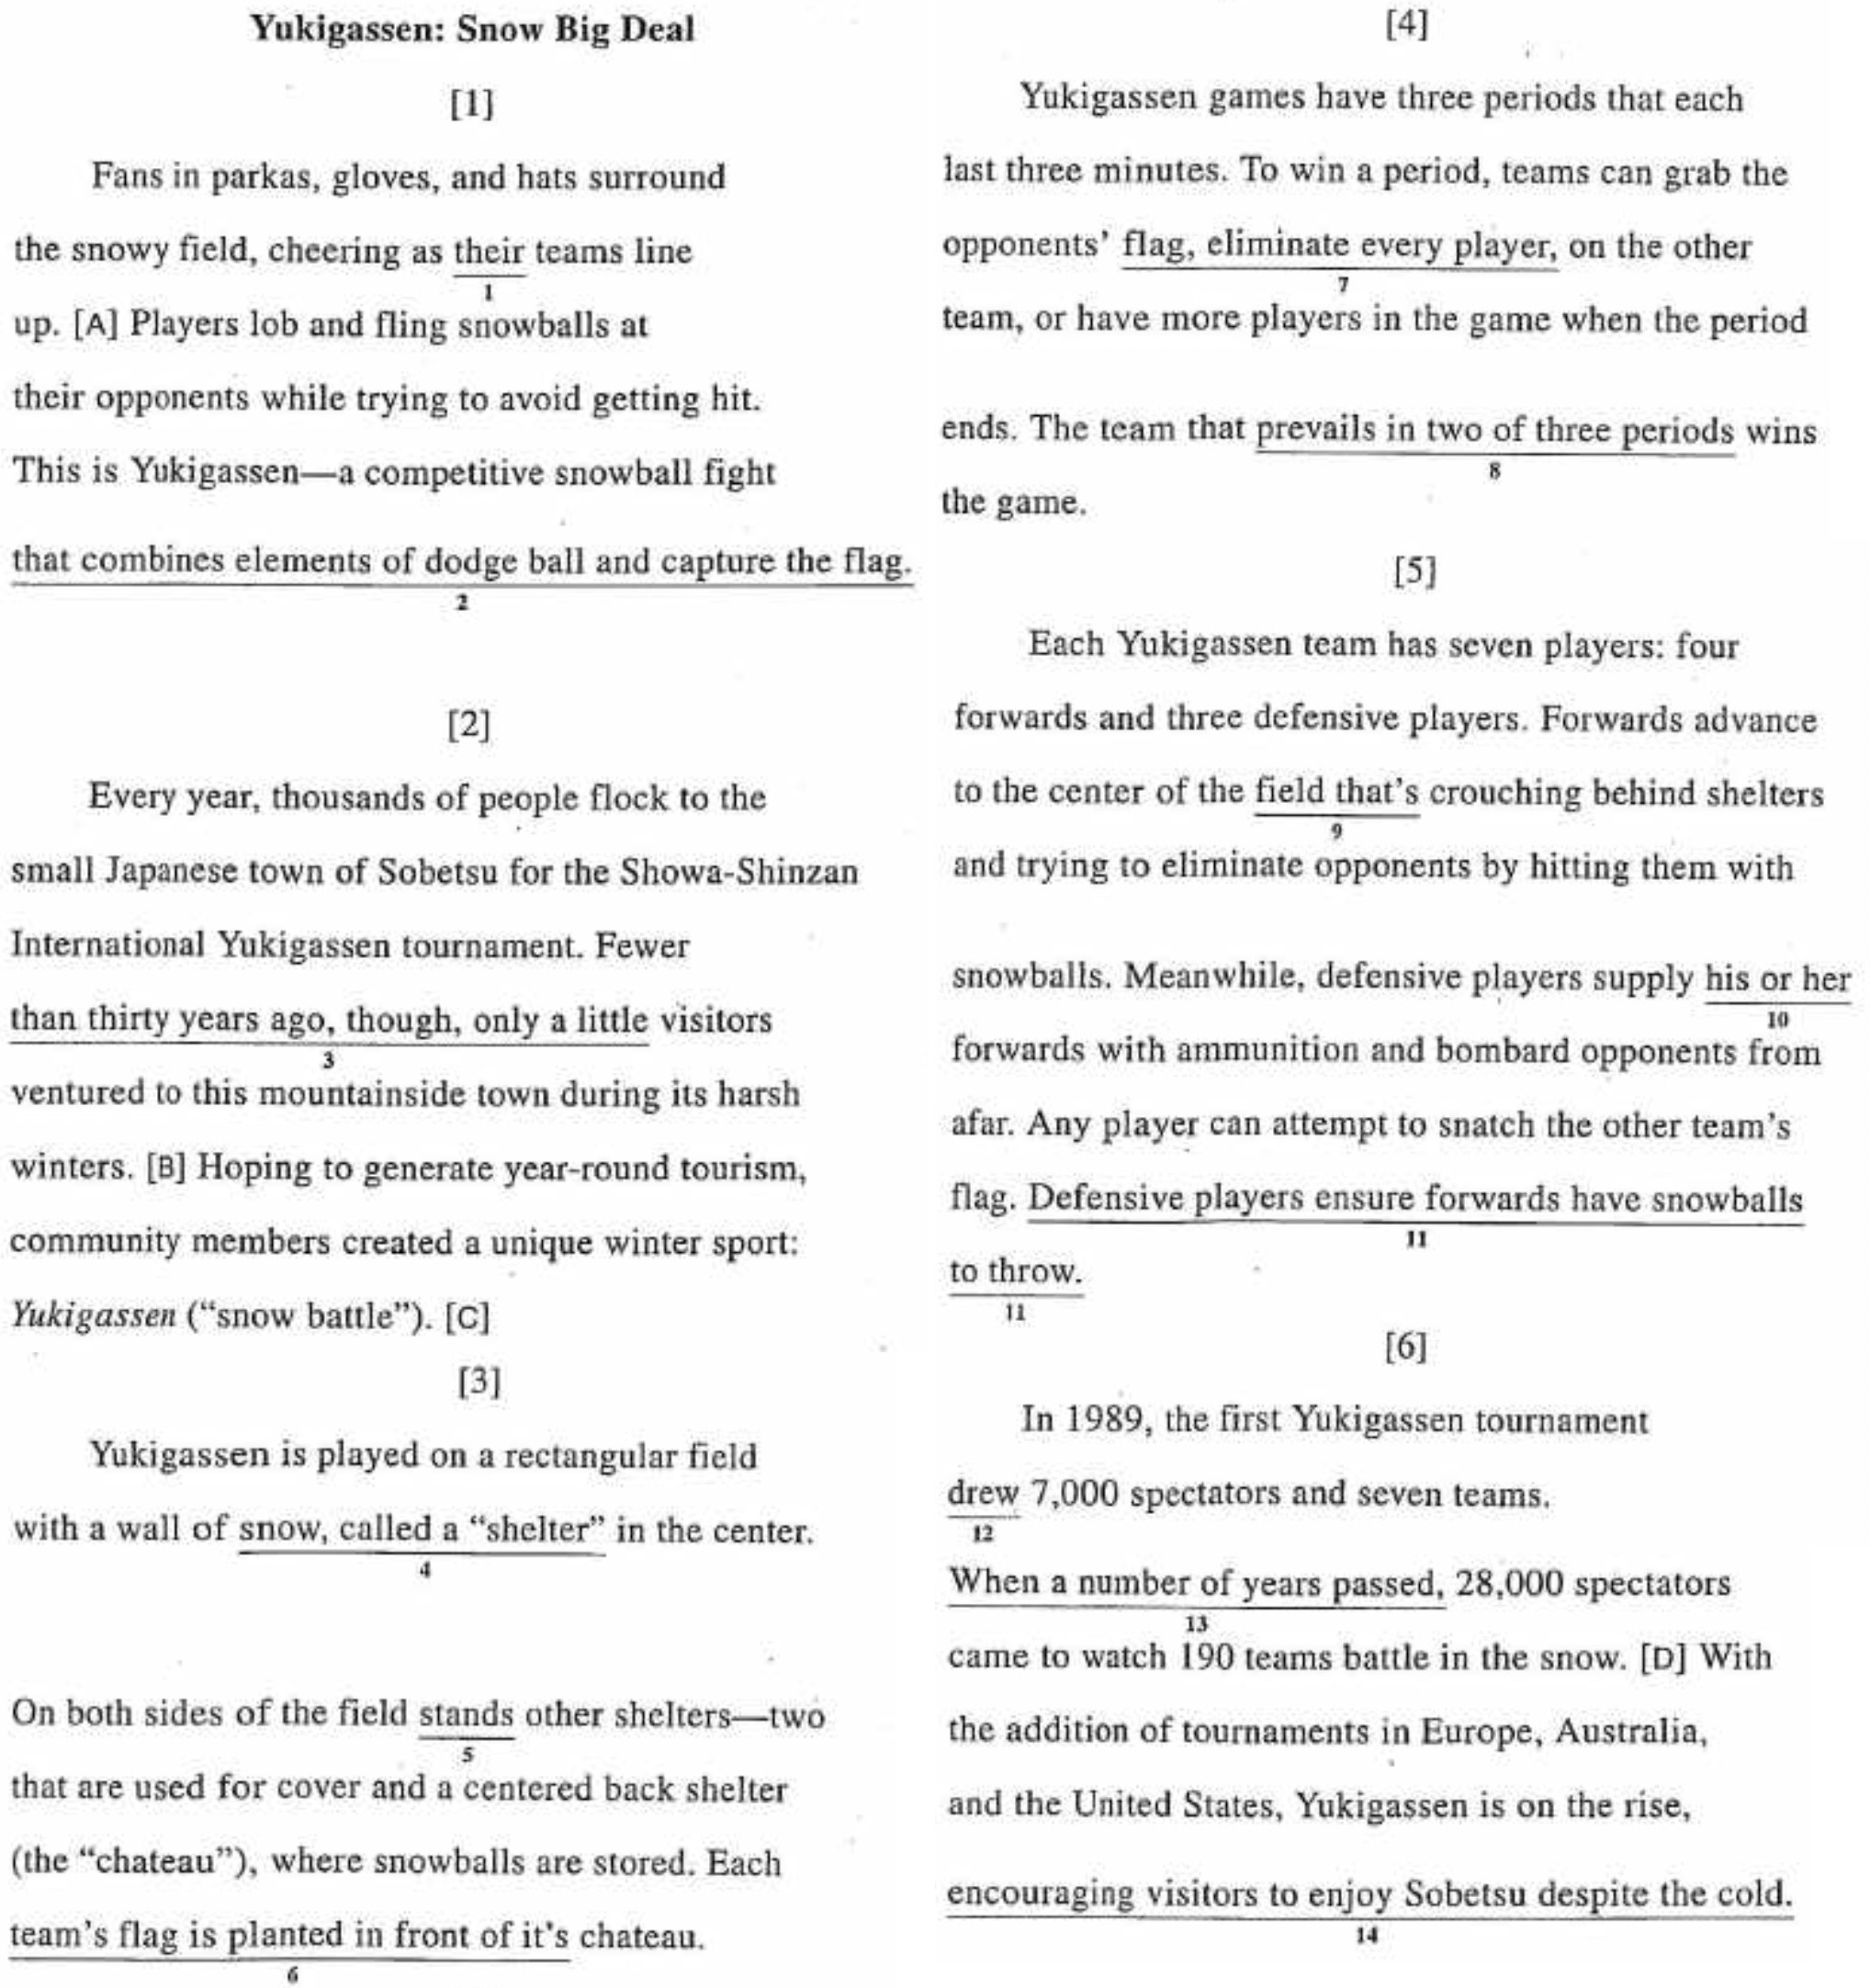 Yukigassen: Snow Big Deal
[1]
Fans in parkas, gloves, and hats surround
the snowy field, cheering as their teams line
1
up. [A] Players lob and fling snowballs at
their opponents while trying to avoid getting hit.
This is Yukigassen—a competitive snowball fight
that combines elements of dodge ball and capture the flag.
2
[2]
Every year, thousands of people flock to the
small Japanese town of Sobetsu for the Showa-Shinzan
International Yukigassen tournament. Fewer
than thirty years ago, though, only a little visitors
3
ventured to this mountainside town during its harsh
winters. [B] Hoping to generate year-round tourism,
community members created a unique winter sport:
Yukigassen (“snow battle”). [C]
[3]
Yukigassen is played on a rectangular field
with a wall of snow, called a “shelter” in the center.
4
On both sides of the field stands other shelters—two
5
that are used for cover and a centered back shelter
(the “chateau”), where snowballs are stored. Each
team’s flag is planted in front of it's chateau.
6
[4]
Yukigassen games have three periods that each
last three minutes. To win a period, teams can grab the
opponents’ flag, eliminate every player, on the other
7
team, or have more players in the game when the period
ends. The team that prevails in two of three periods wins
8
the game.
[5]
Each Yukigassen team has seven players: four
forwards and three defensive players. Forwards advance
to the center of the field that’s crouching behind shelters
9
and trying to eliminate opponents by hitting them with
snowballs. Meanwhile, defensive players supply his or her
10
forwards with ammunition and bombard opponents from
afar. Any player can attempt to snatch the other team’s
flag. Defensive players ensure forwards have snowballs
11
to throw.
11
[6]
In 1989, the first Yukigassen tournament
drew 7,000 spectators and seven teams.
12
When a number of years passed, 28,000 spectators
13
came to watch 190 teams battle in the snow. [D] With
the addition of tournaments in Europe, Australia,
and the United States, Yukigassen is on the rise,
encouraging visitors to enjoy Sobetsu despite the cold.
14